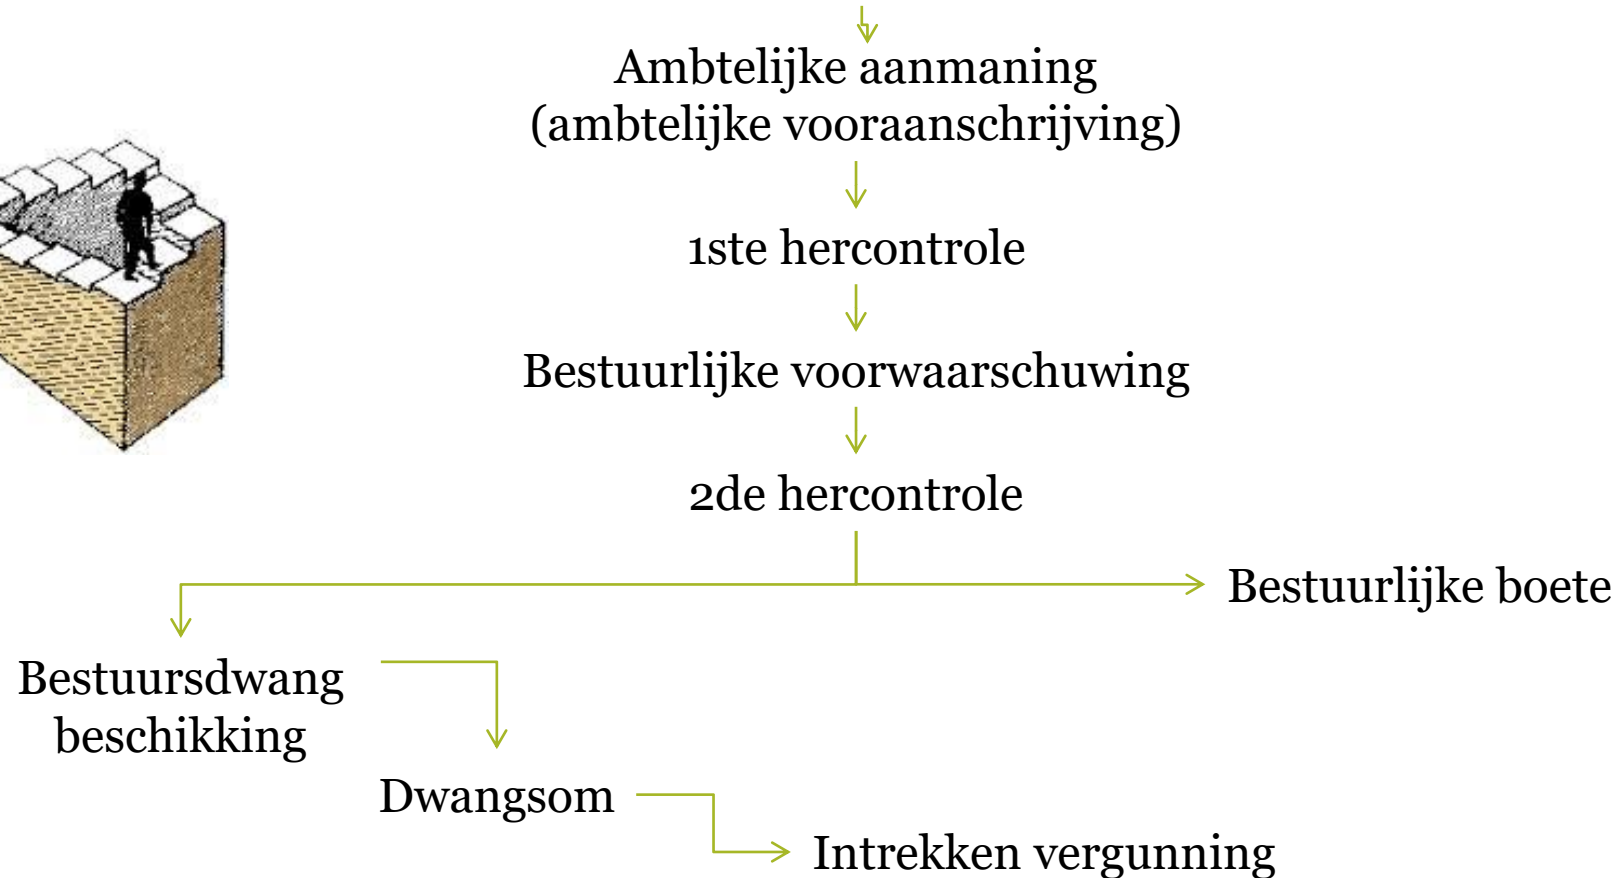 Ambtelijke aanmaning
(ambtelijke vooraanschrijving)
1ste hercontrole
Bestuurlijke voorwaarschuwing
2de hercontrole
Bestuurlijke boete
Bestuursdwang
beschikking
Dwangsom
Intrekken vergunning